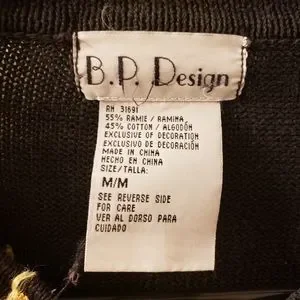 B.P. Design
RN 31691
55% RAMIE / RAMINA,
45% COTTON / ALGODÓN
EXCLUSIVE OF DECORATION
EXCLUSIVO DE DECORACIÓN
MADE IN CHINA
HECHO EN CHINA
SIZE/TALLA:
M/M
SEE REVERSE SIDE
FOR CARE
VER AL DORSO PARA
CUIDADO